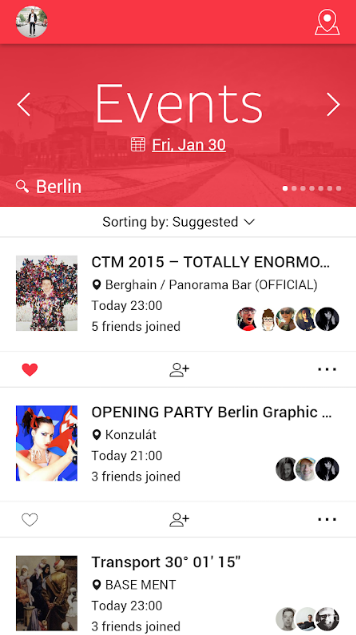 Events
Fri, Jan 30
Berlin
Sorting by: Suggested
CTM 2015 – TOTALLY ENORMO...
Berghain / Panorama Bar (OFFICIAL)
Today 23:00
5 friends joined
OPENING PARTY Berlin Graphic ...
Konzulát
Today 21:00
3 friends joined
Transport 30° 01' 15"
BASE MENT
Today 23:00
3 friends joined